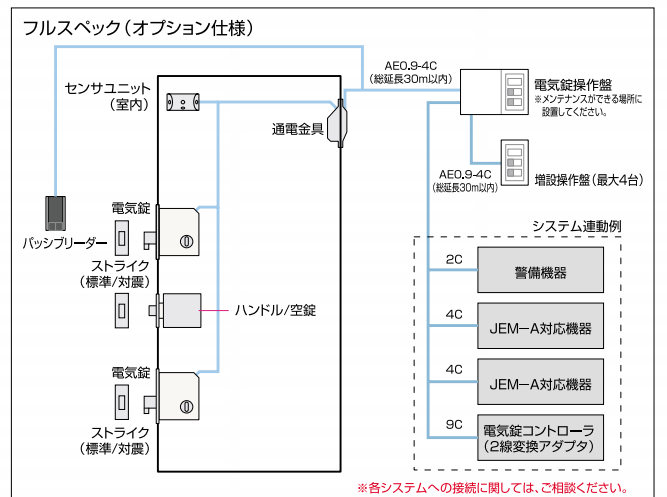 フルスペック（オプション仕様）
センサユニット
（室内）
通電金具
AE0.9-4C
（総延長30m以内）
電気錠操作盤
※メンテナンスができる場所に
設置してください。
AE0.9-4C
（総延長30m以内）
増設操作盤（最大4台）
パッシブリーダー
電気錠
ストライク
（標準/対震）
ハンドル/空錠
電気錠
ストライク
（標準/対震）
システム連動例
2C
警備機器
4C
JEM－A対応機器
4C
JEM－A対応機器
9C
電気錠コントローラ
（2線変換アダプタ）
※各システムへの接続に関しては、ご相談ください。